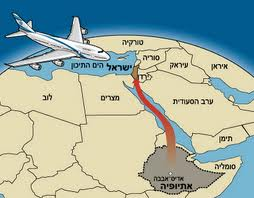 טורקיה
איראן
עיראק
סוריה
ישראל
הים התיכון
ירדן
ערב הסעודית
מצרים
לוב
תימן
סומליה
אדיס אבבה
אתיופיה